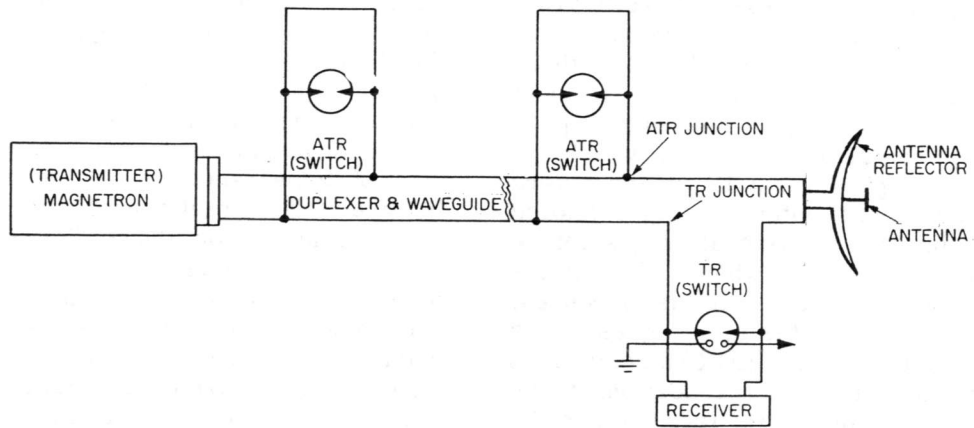 (TRANSMITTER)
MAGNETRON
ATR
(SWITCH)
DUPLEXER & WAVEGUIDE
ATR
(SWITCH)
ATR JUNCTION
TR JUNCTION
ANTENNA
REFLECTOR
ANTENNA
TR
(SWITCH)
RECEIVER